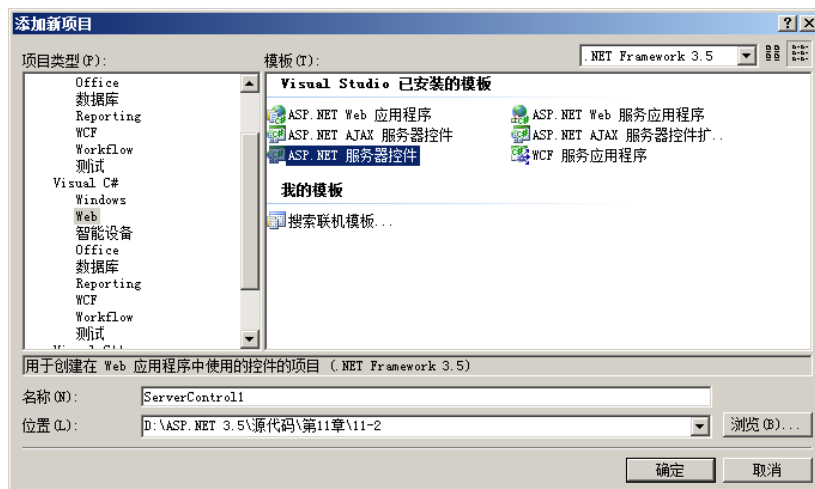 添加新项目
项目类型(P):
模板(T):
.NET Framework 3.5
Office
数据库
Reporting
WCF
Workflow
测试
Visual C#
Windows
Web
智能设备
Office
数据库
Reporting
WCF
Workflow
测试
Visual Studio 已安装的模板
ASP.NET Web 应用程序
ASP.NET Web 服务应用程序
ASP.NET AJAX 服务器控件
ASP.NET AJAX 服务器控件扩..
ASP.NET 服务器控件
WCF 服务应用程序
我的模板
搜索联机模板...
用于创建在 Web 应用程序中使用的控件的项目 (.NET Framework 3.5)
名称(N):
ServerControl1
位置(L):
D:\ASP.NET 3.5\源代码\第11章\11-2
浏览(B)...
确定
取消